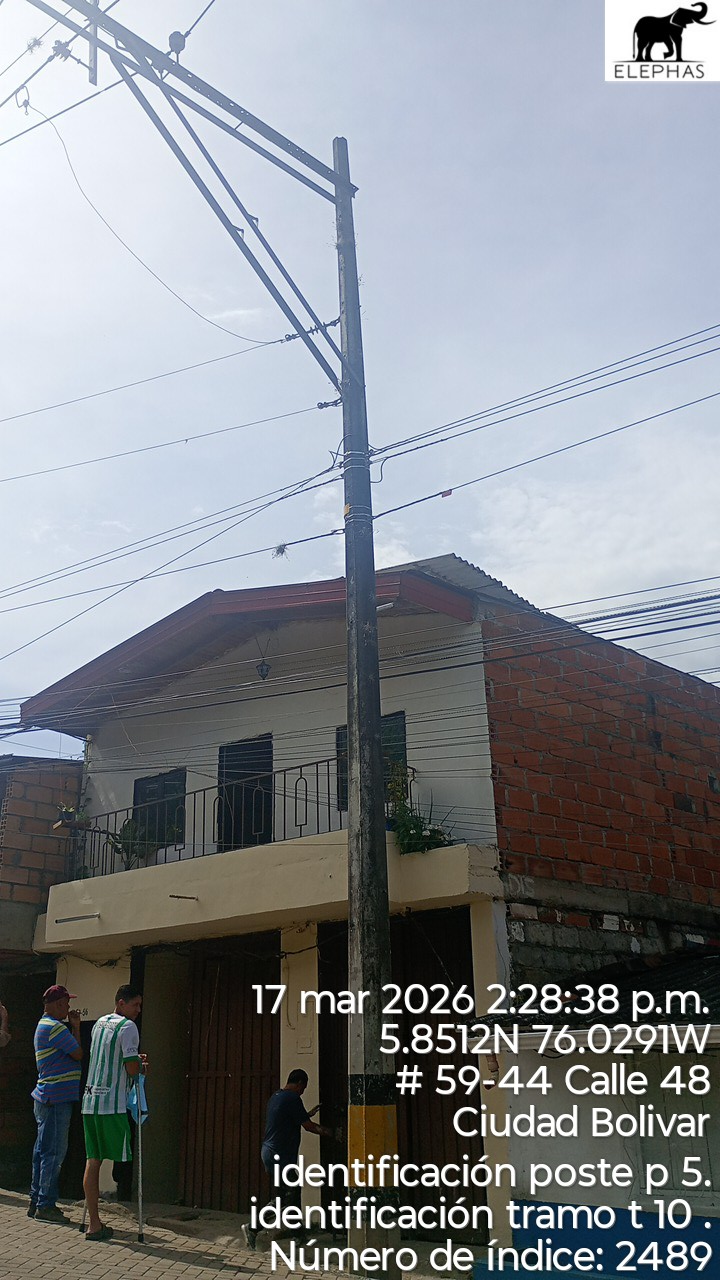 ELEPHAS
17 mar 2026 2:28:38 p.m.
5.8512N 76.0291W
# 59-44 Calle 48
Ciudad Bolivar
identificación poste p 5.
identificación tramo t 10 .
Número de índice: 2489